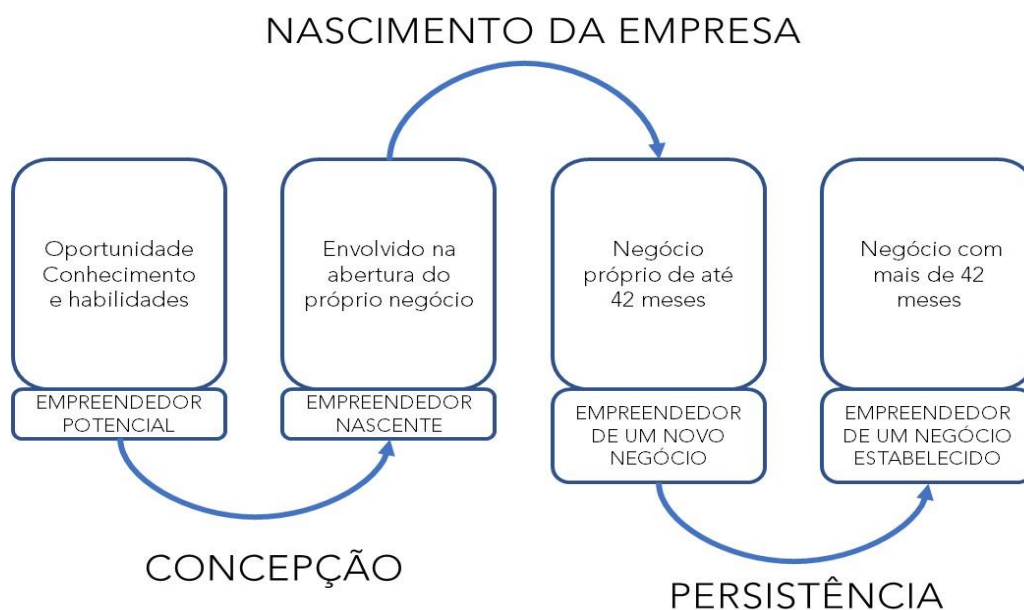 NASCIMENTO DA EMPRESA
Oportunidade
Conhecimento
e habilidades
EMPREENDEDOR
POTENCIAL
Envolvido na
abertura do
próprio negócio
EMPREENDEDOR
NASCENTE
Negócio
próprio de até
42 meses
EMPREENDEDOR
DE UM NOVO
NEGÓCIO
Negócio com
mais de 42
meses
EMPREENDEDOR
DE UM NEGÓCIO
ESTABELECIDO
CONCEPÇÃO
PERSISTÊNCIA